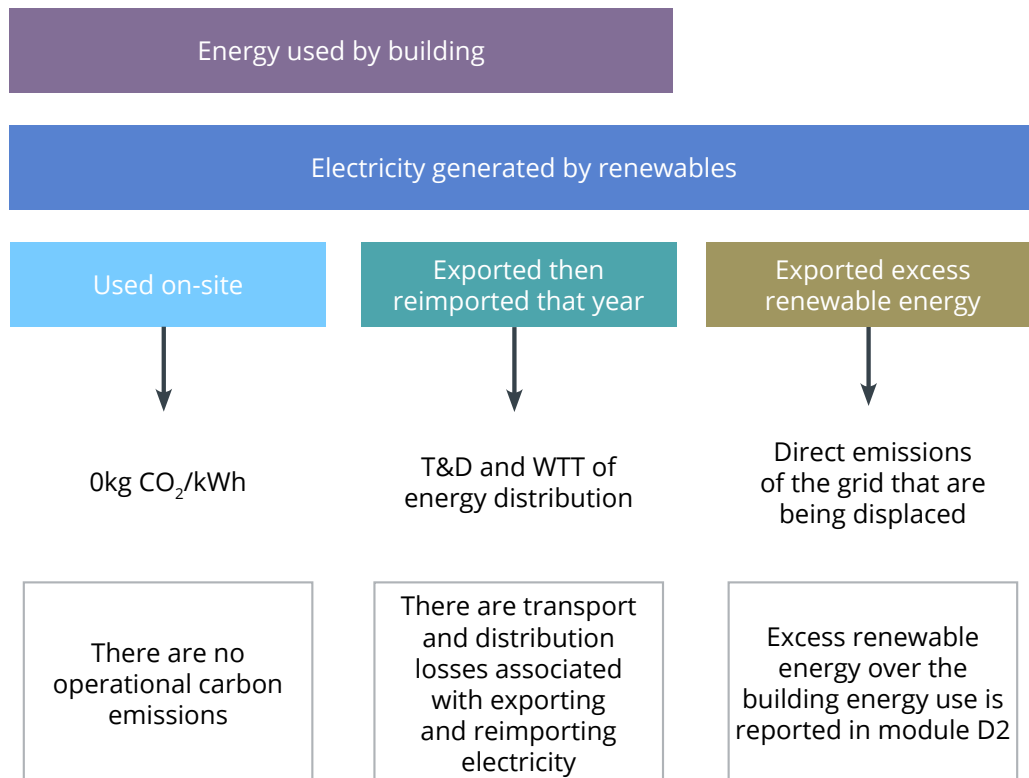 Energy used by building
Electricity generated by renewables
Used on-site
Exported then
reimported that year
Exported excess
renewable energy
0kg CO₂/kWh
T&D and WTT of
energy distribution
Direct emissions
of the grid that are
being displaced
There are no
operational carbon
emissions
There are transport
and distribution
losses associated
with exporting
and reimporting
electricity
Excess renewable
energy over the
building energy use is
reported in module D2